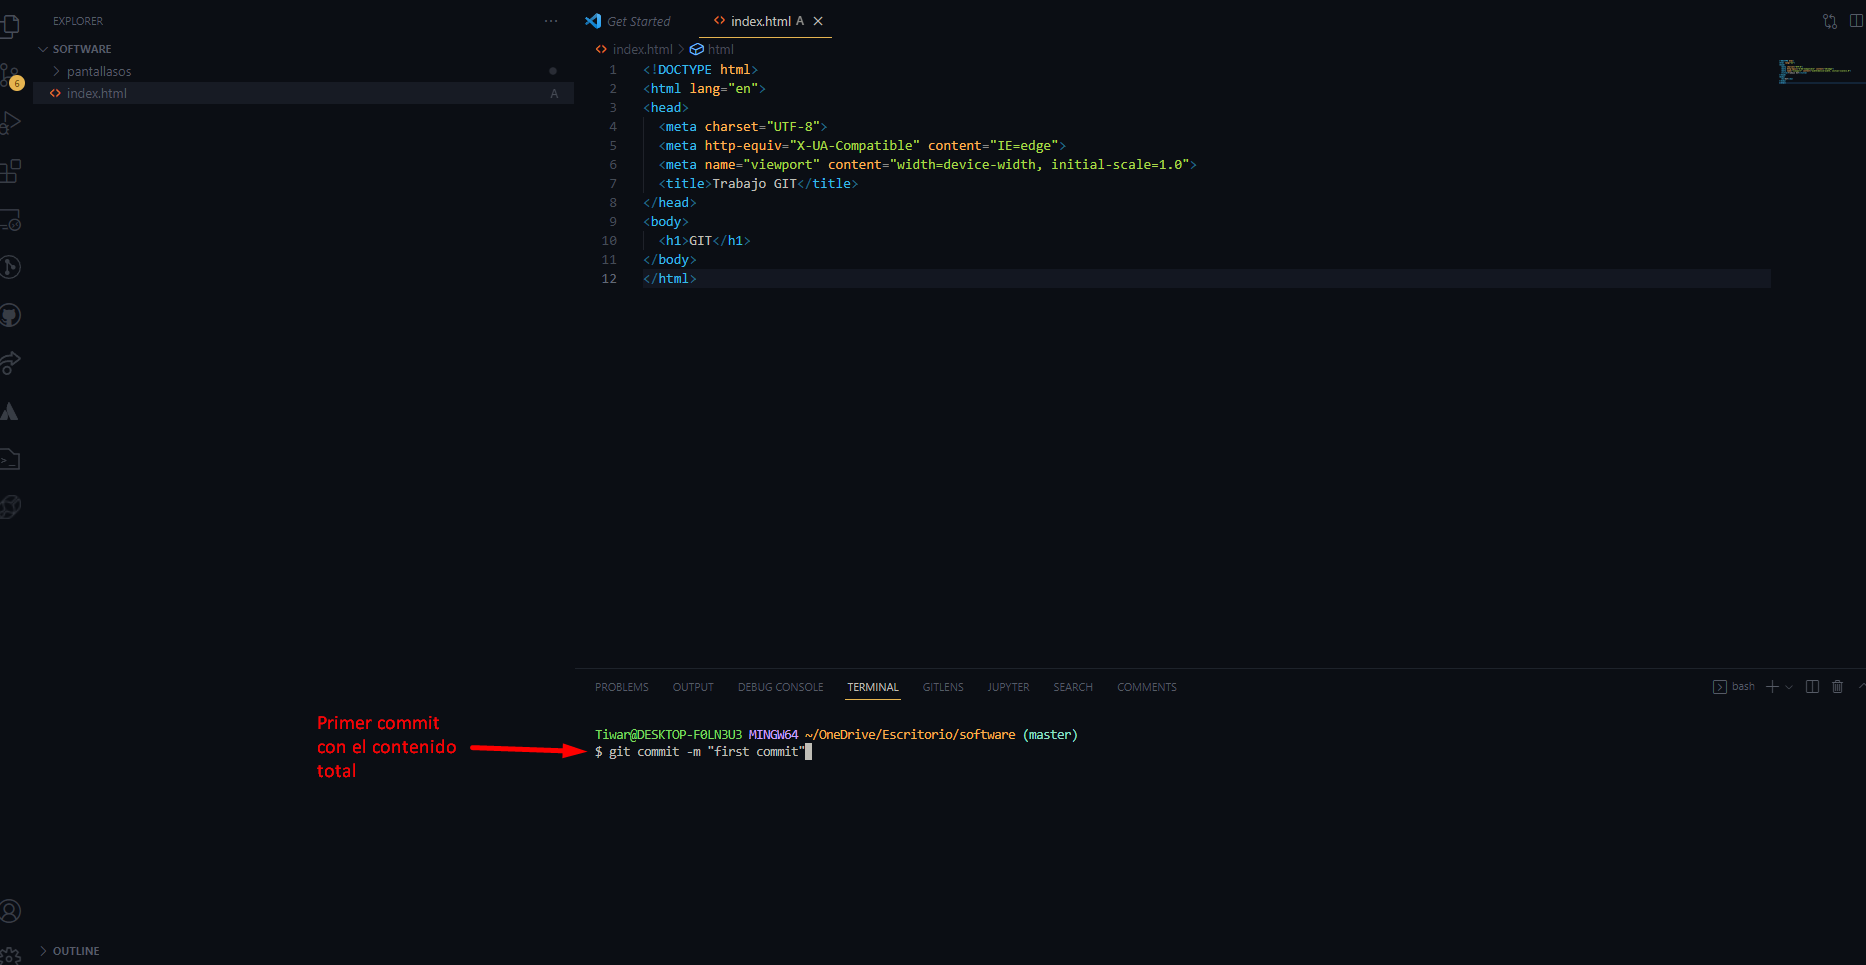 EXPLORER
SOFTWARE
pantallasos
index.html A
6
OUTLINE
Get Started index.html A
index.html > html
1 <!DOCTYPE html>
2 <html lang="en">
3 <head>
4 <meta charset="UTF-8">
5 <meta http-equiv="X-UA-Compatible" content="IE=edge">
6 <meta name="viewport" content="width=device-width, initial-scale=1.0">
7 <title>Trabajo GIT</title>
8 </head>
9 <body>
10 <h1>GIT</h1>
11 </body>
12 </html>
PROBLEMS OUTPUT DEBUG CONSOLE TERMINAL GITLENS JUPYTER SEARCH COMMENTS bash
Tiwar@DESKTOP-F0LN3U3 MINGW64 ~/OneDrive/Escritorio/software (master)
$ git commit -m "first commit"
Primer commit
con el contenido
total